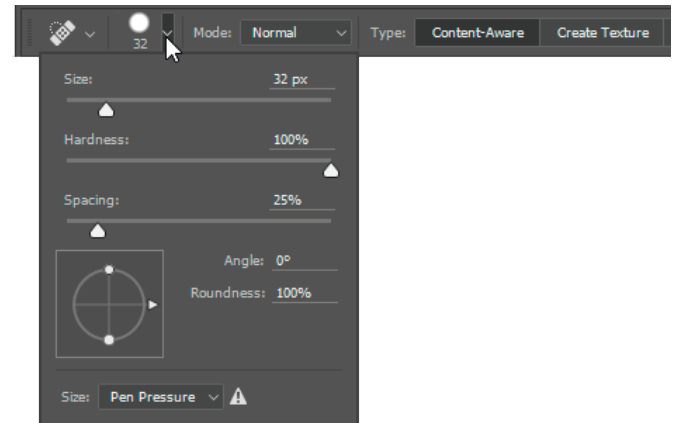 32 Mode: Normal Type: Content-Aware Create Texture
Size: 32 px
Hardness: 100%
Spacing: 25%
Angle: 0°
Roundness: 100%
Size: Pen Pressure